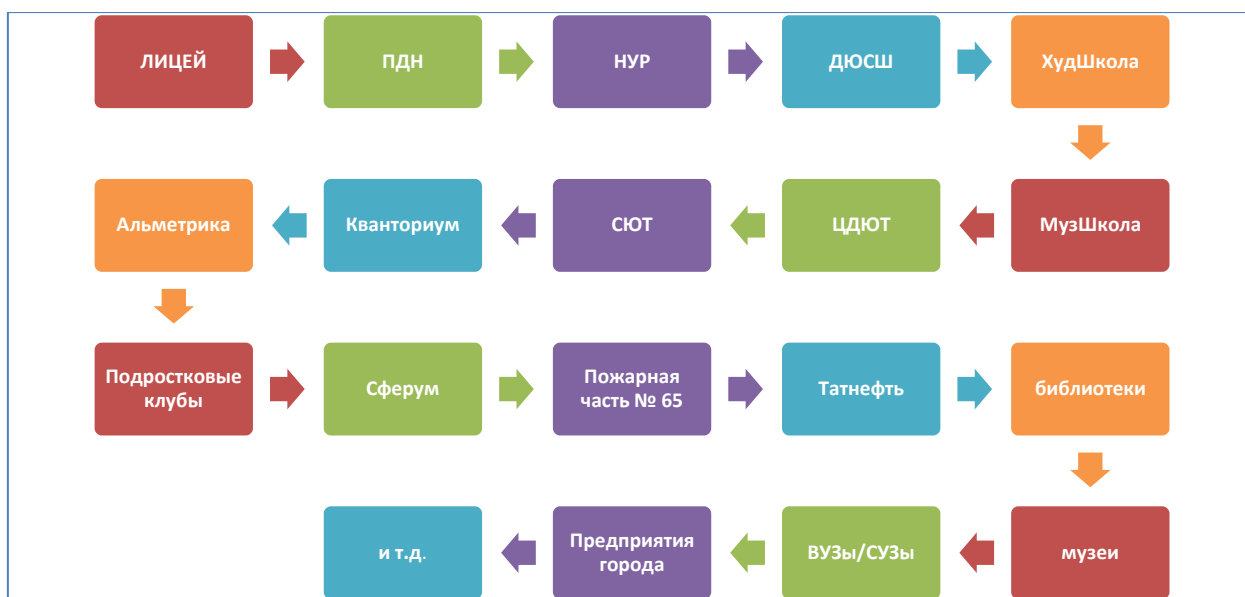 ЛИЦЕЙ
ПДН
НУР
ДЮСШ
ХудШкола
МузШкола
ЦДЮТ
СЮТ
Кванториум
Альметрика
Подростковые
клубы
Сферум
Пожарная
часть № 65
Татнефть
библиотеки
музеи
ВУЗы/СУЗы
Предприятия
города
и т.д.